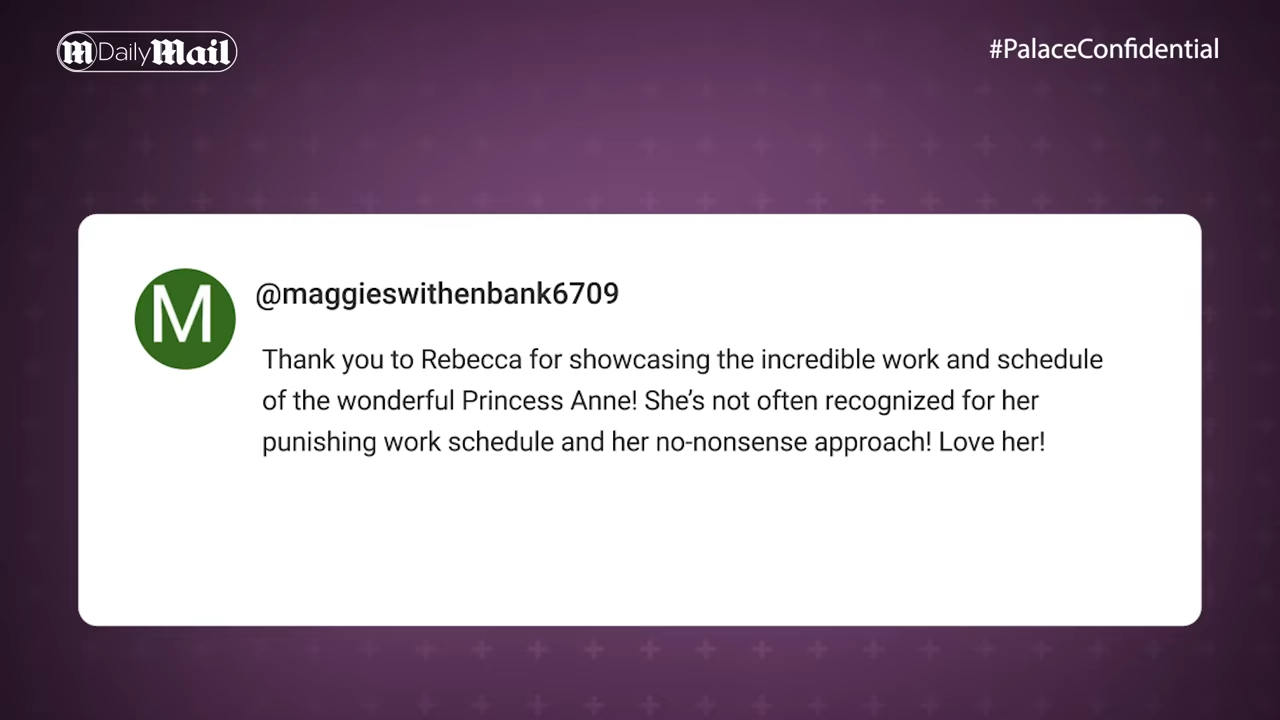 M Daily Mail
#PalaceConfidential
M
@maggieswithenbank6709
Thank you to Rebecca for showcasing the incredible work and schedule
of the wonderful Princess Anne! She’s not often recognized for her
punishing work schedule and her no-nonsense approach! Love her!